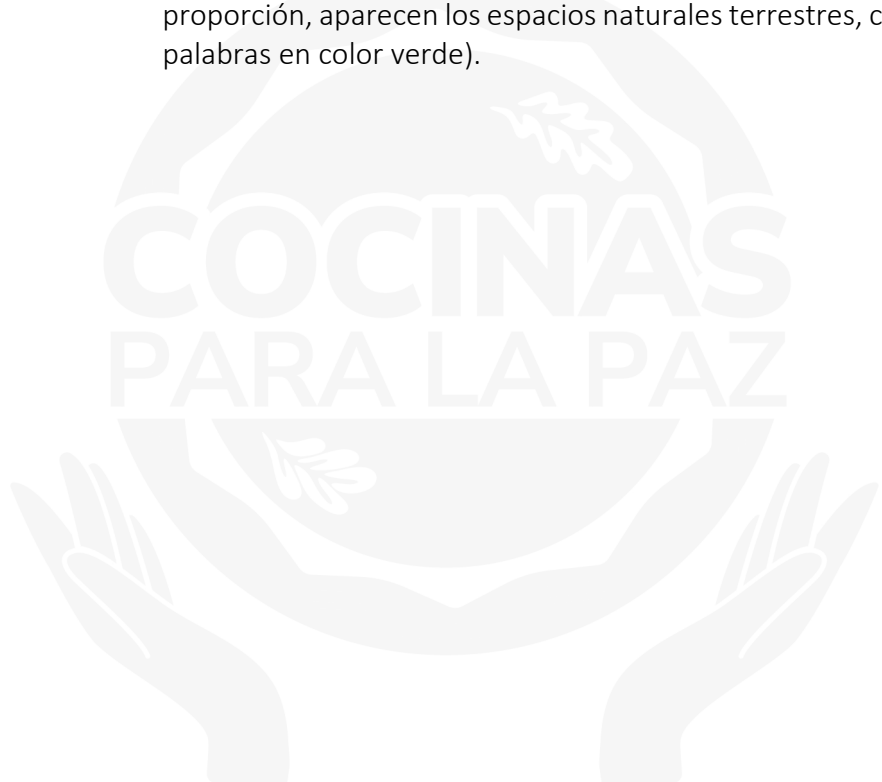 proporción, aparecen los espacios naturales terrestres, c
palabras en color verde).
COCINAS
PARA LA PAZ